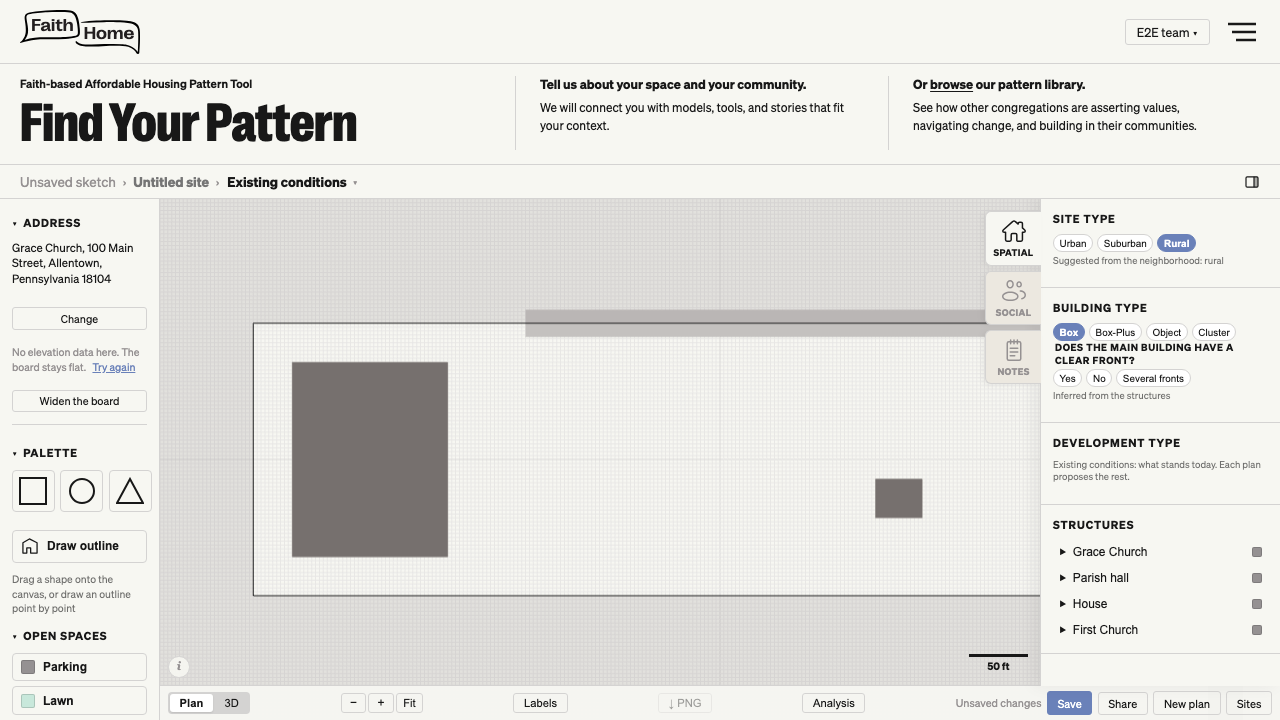 Faith
Home
E2E team ▾
Faith-based Affordable Housing Pattern Tool
Find Your Pattern
Tell us about your space and your community.
We will connect you with models, tools, and stories that fit
your context.
Or browse our pattern library.
See how other congregations are asserting values,
navigating change, and building in their communities.
Unsaved sketch › Untitled site › Existing conditions ▾
▾ ADDRESS
Grace Church, 100 Main
Street, Allentown,
Pennsylvania 18104
Change
No elevation data here. The
board stays flat. Try again
Widen the board
▾ PALETTE
Draw outline
Drag a shape onto the
canvas, or draw an outline
point by point
▾ OPEN SPACES
Parking
Lawn
SPATIAL
SOCIAL
NOTES
i
50 ft
Plan 3D
− + Fit
Labels
↓ PNG
Analysis
Unsaved changes
Save
Share
New plan
Sites
SITE TYPE
Urban Suburban Rural
Suggested from the neighborhood: rural
BUILDING TYPE
Box Box-Plus Object Cluster
DOES THE MAIN BUILDING HAVE A
CLEAR FRONT?
Yes No Several fronts
Inferred from the structures
DEVELOPMENT TYPE
Existing conditions: what stands today. Each plan
proposes the rest.
STRUCTURES
▶ Grace Church
▶ Parish hall
▶ House
▶ First Church